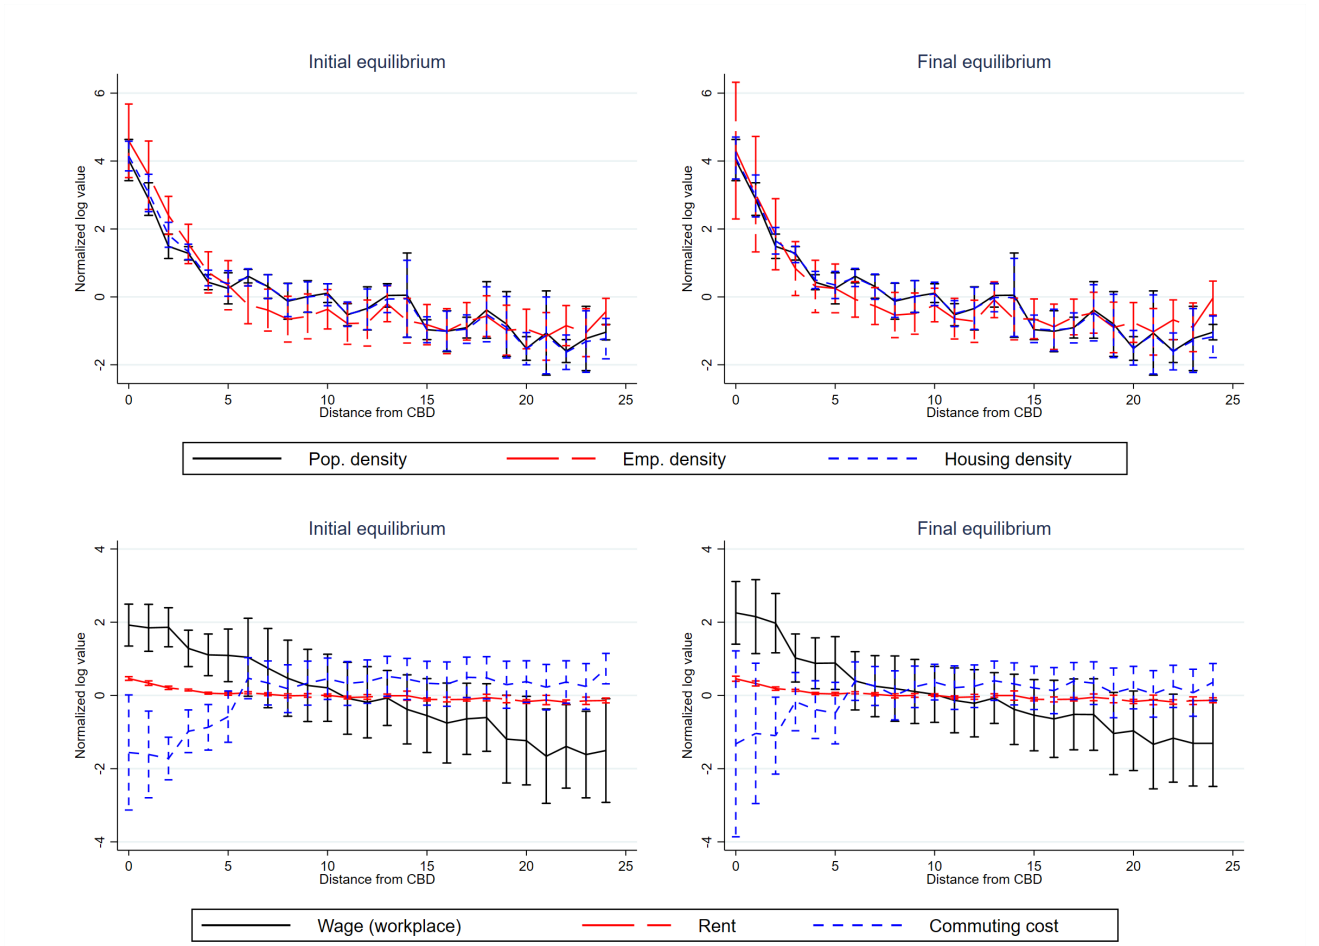 Initial equilibrium
Normalized log value
6
4
2
0
-2
0 5 10 15 20 25
Distance from CBD
Final equilibrium
Normalized log value
6
4
2
0
-2
0 5 10 15 20 25
Distance from CBD
Pop. density Emp. density Housing density
Initial equilibrium
Normalized log value
4
2
0
-2
-4
0 5 10 15 20 25
Distance from CBD
Final equilibrium
Normalized log value
4
2
0
-2
-4
0 5 10 15 20 25
Distance from CBD
Wage (workplace) Rent Commuting cost